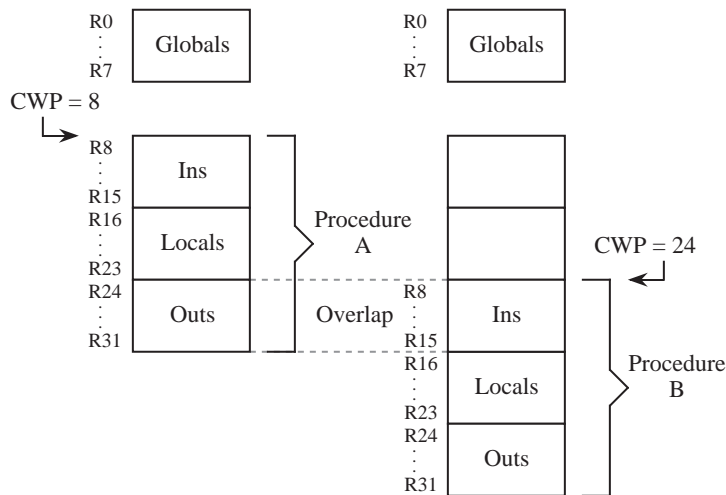 R0
R7
Globals
CWP = 8
R8
R15
Ins
R16
R23
Locals
R24
R31
Outs
Procedure
A
Overlap
R0
R7
Globals
CWP = 24
R8
R15
Ins
R16
R23
Locals
R24
R31
Outs
Procedure
B